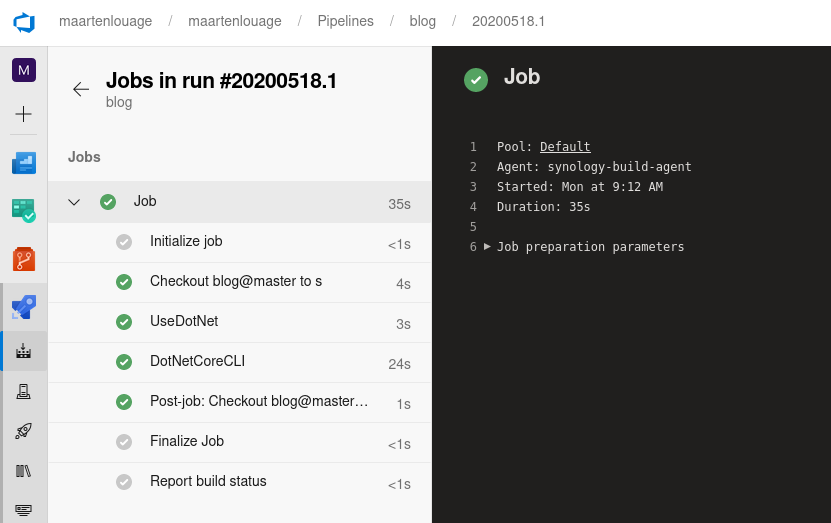 maartenlouage / maartenlouage / Pipelines / blog / 20200518.1
M
Jobs in run #20200518.1
blog
Jobs
Job 35s
Initialize job <1s
Checkout blog@master to s 4s
UseDotNet 3s
DotNetCoreCLI 24s
Post-job: Checkout blog@master… 1s
Finalize Job <1s
Report build status <1s
Job
1 Pool: Default
2 Agent: synology-build-agent
3 Started: Mon at 9:12 AM
4 Duration: 35s
5
6 Job preparation parameters